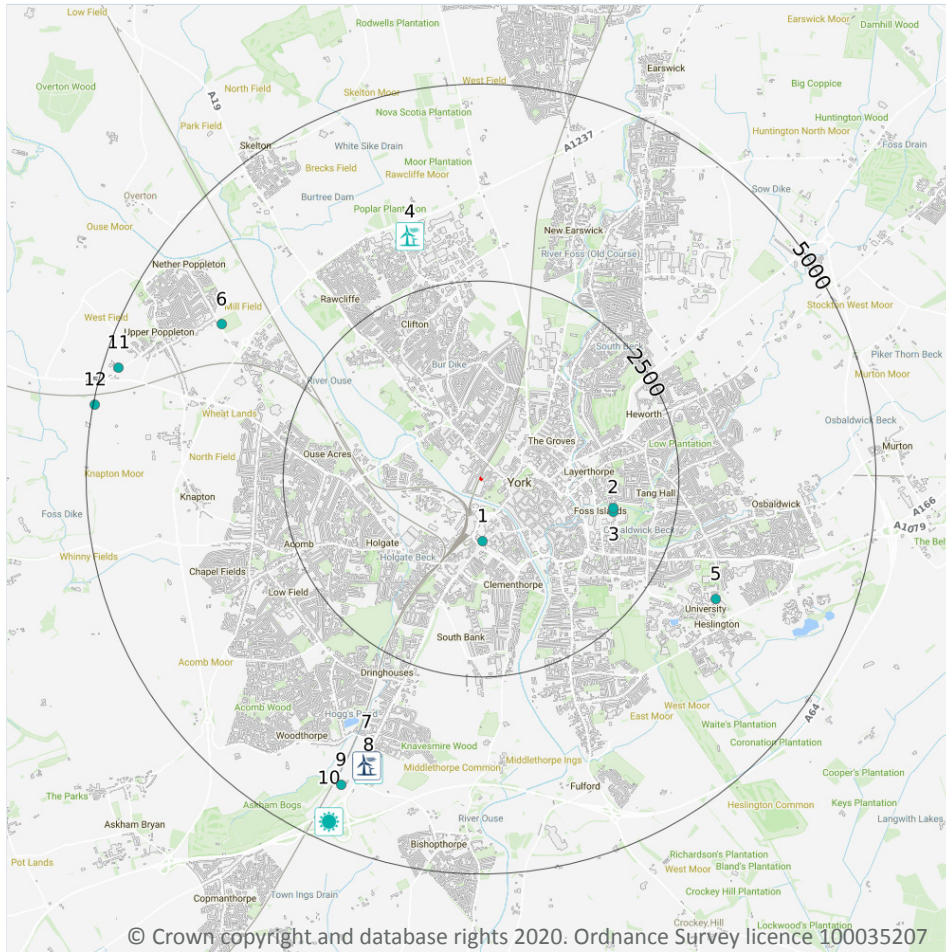 Low Field
Rodwells Plantation
Earswick Moor
Damhill Wood
Earswick
Overton Wood
North Field
Skelton Moor
West Field
Big Coppice
A19
Nova Scotia Plantation
Huntington Wood
Park Field
A1237
Huntington North Moor
Skelton
White Sike Drain
Foss Drain
Brecks Field
Moor Plantation
Rawcliffe Moor
Sow Dike
Overton
Burtree Dam
Poplar Plantation
4
Ouse Moor
New Earswick
5000
River Foss (Old Course)
Nether Poppleton
Rawcliffe
Stockton West Moor
6
Mill Field
West Field
Clifton
Upper Poppleton
11
South Beck
2500
Piker Thorn Beck
Bur Dike
Murton Moor
12
River Ouse
Heworth
Wheat Lands
Osbaldwick Beck
The Groves
Low Plantation
Murton
North Field
Ouse Acres
Layerthorpe
Knapton Moor
York
2
Tang Hall
Knapton
Osbaldwick
Foss Dike
1
Foss Islands
A166
A1079
3
Acomb
Holgate
Whinny Fields
Holgate Beck
The Bel
Chapel Fields
5
Low Field
Clementhorpe
University
Heslington
South Bank
Acomb Moor
Dringhouses
A64
Acomb Wood
West Moor
7
East Moor
Waite's Plantation
Woodthorpe
8
Knavesmire Wood
Coronation Plantation
9
Middlethorpe Ings
Middlethorpe Common
10
Cooper's Plantation
The Parks
Fulford
Askham Bogs
Heslington Common
Keys Plantation
Askham Bryan
River Ouse
Langwith Lakes
Bishopthorpe
Pot Lands
Richardson's Plantation
West Moor
Bland's Plantation
Copmanthorpe
Town Ings Drain
Crockey Hill Plantation
Crockey Hill
Lockwood's Plantation
© Crown copyright and database rights 2020. Ordnance Survey licence 100035207